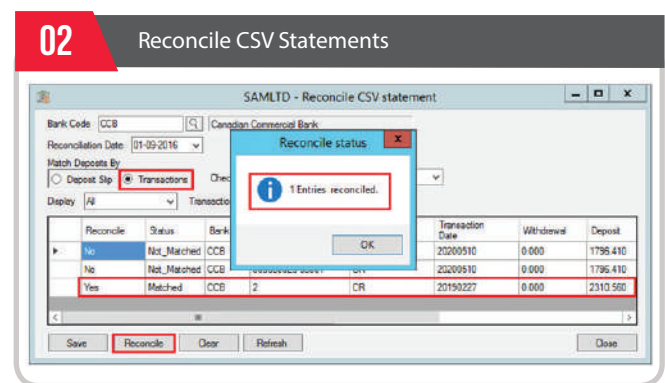 02 Reconcile CSV Statements
SAMLTD - Reconcile CSV statement
Bank Code CCB Canadian Commercial Bank
Reconciliation Date 01-09-2016
Match Deposits By
Deposit Slip Transactions
Display All
Reconcile status
1 Entries reconciled.
OK
Reconcile Status Bank Transaction Date Withdrawal Deposit
No Not_Matched CCB 20200510 0.000 1796.410
No Not_Matched CCB CR 20200510 0.000 1796.410
Yes Matched CCB 2 CR 20150227 0.000 2310.560
Save Reconcile Clear Refresh Close